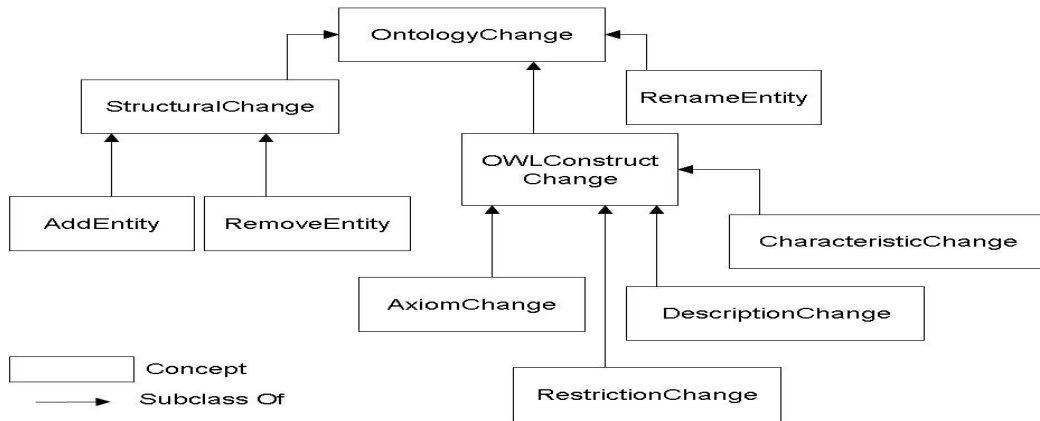 OntologyChange
StructuralChange
RenameEntity
OWLConstruct
Change
AddEntity
RemoveEntity
CharacteristicChange
AxiomChange
DescriptionChange
RestrictionChange
Concept
Subclass Of